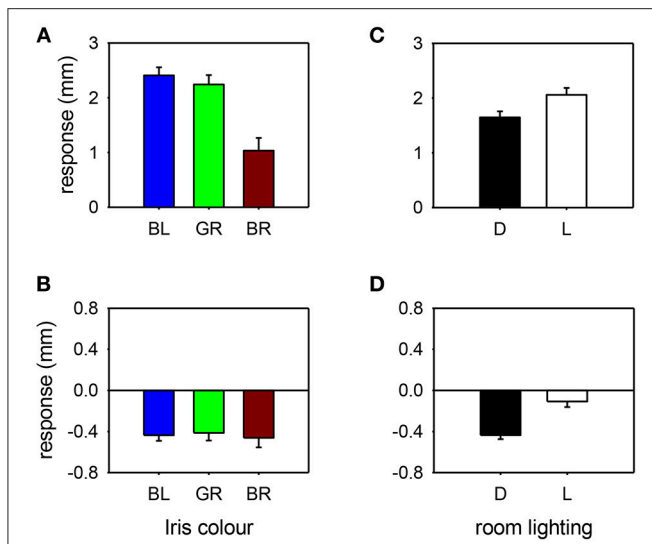 A
3
2
1
0
response (mm)
BL GR BR
C
3
2
1
0
D L
B
0.8
0.4
0.0
-0.4
-0.8
response (mm)
BL GR BR
Iris colour
D
0.8
0.4
0.0
-0.4
-0.8
D L
room lighting